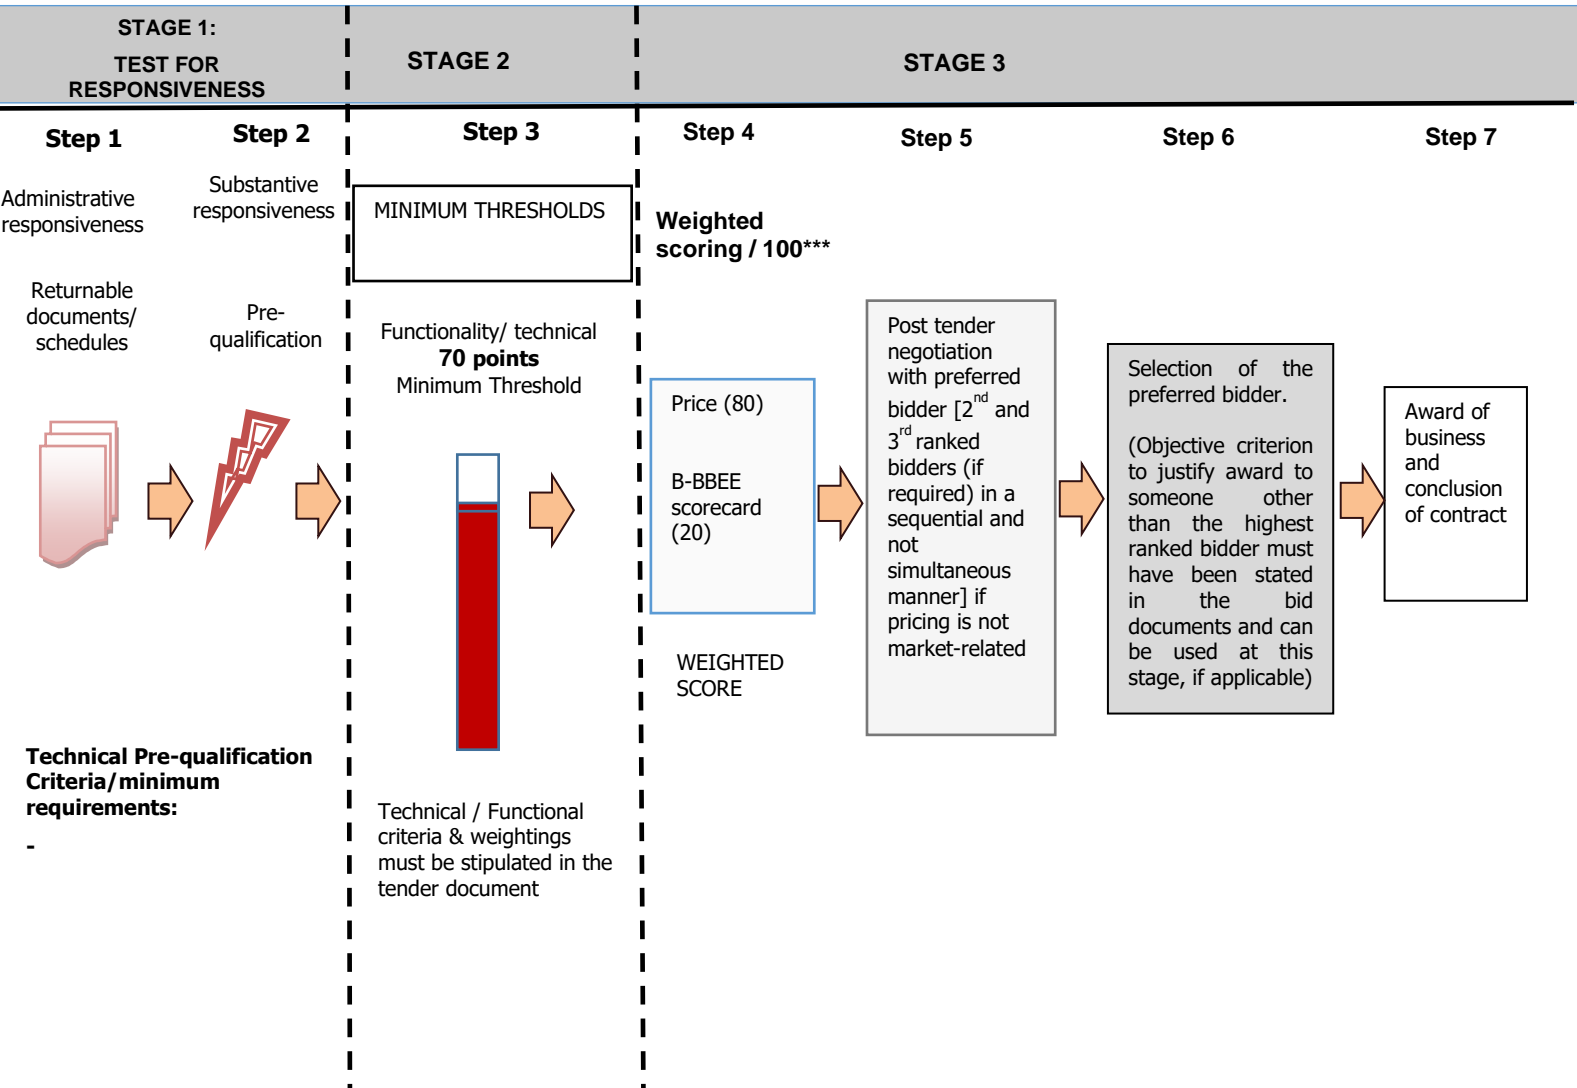 STAGE 1:
TEST FOR
RESPONSIVENESS
STAGE 2
STAGE 3
Step 1
Step 2
Step 3
Step 4
Step 5
Step 6
Step 7
Administrative
responsiveness
Returnable
documents/
schedules
Substantive
responsiveness
Pre-
qualification
Technical Pre-qualification
Criteria/minimum
requirements:
-
MINIMUM THRESHOLDS
Functionality/ technical
70 points
Minimum Threshold
Technical / Functional
criteria & weightings
must be stipulated in the
tender document
Weighted
scoring / 100***
Price (80)
B-BBEE
scorecard
(20)
WEIGHTED
SCORE
Post tender
negotiation
with preferred
bidder [2nd and
3rd ranked
bidders (if
required) in a
sequential and
not
simultaneous
manner] if
pricing is not
market-related
Selection of the
preferred bidder.
(Objective criterion
to justify award to
someone other
than the highest
ranked bidder must
have been stated
in the bid
documents and can
be used at this
stage, if applicable)
Award of
business
and
conclusion
of contract